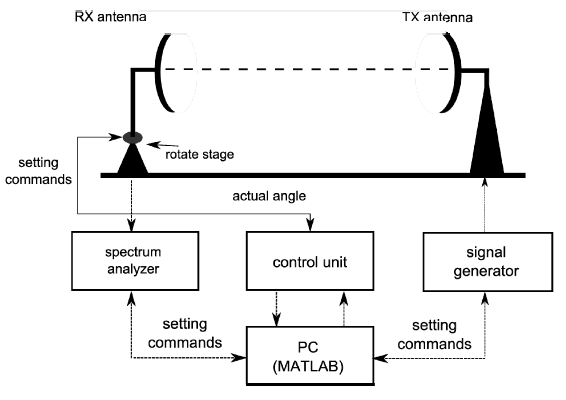 RX antenna
TX antenna
rotate stage
setting
commands
actual angle
spectrum
analyzer
control unit
signal
generator
setting
commands
PC
(MATLAB)
setting
commands